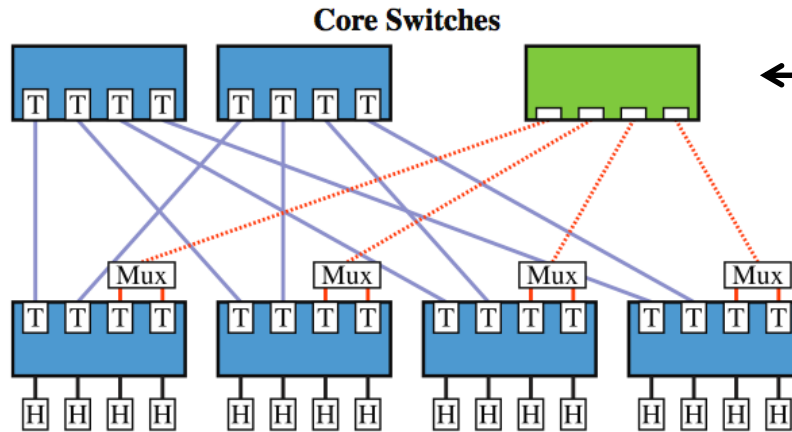 Core Switches
T T T T T T T T
Mux Mux Mux Mux
T T T T T T T T T T T T T T T T
H H H H H H H H H H H H H H H H